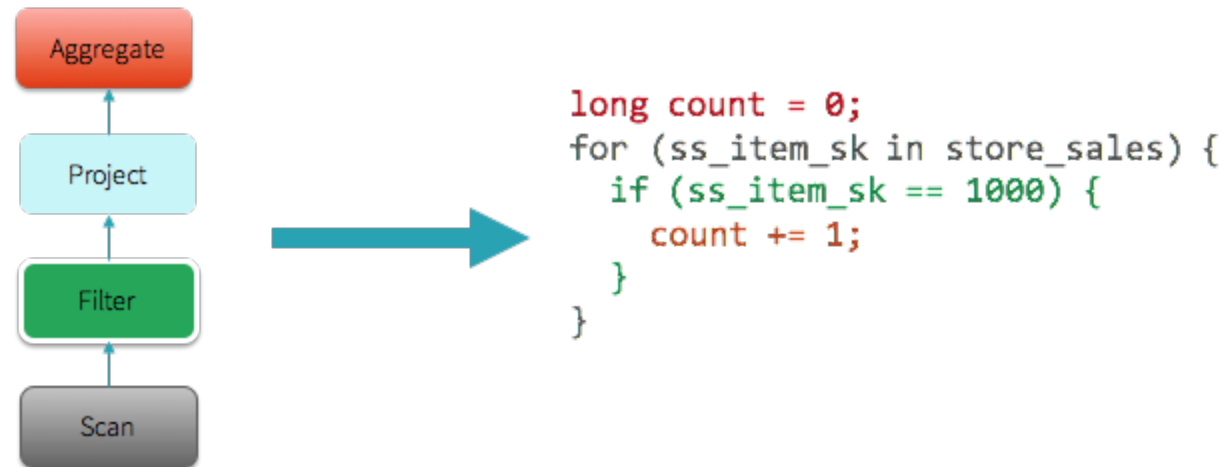 Aggregate
Project
Filter
Scan
long count = 0;
for (ss_item_sk in store_sales) {
  if (ss_item_sk == 1000) {
    count += 1;
  }
}